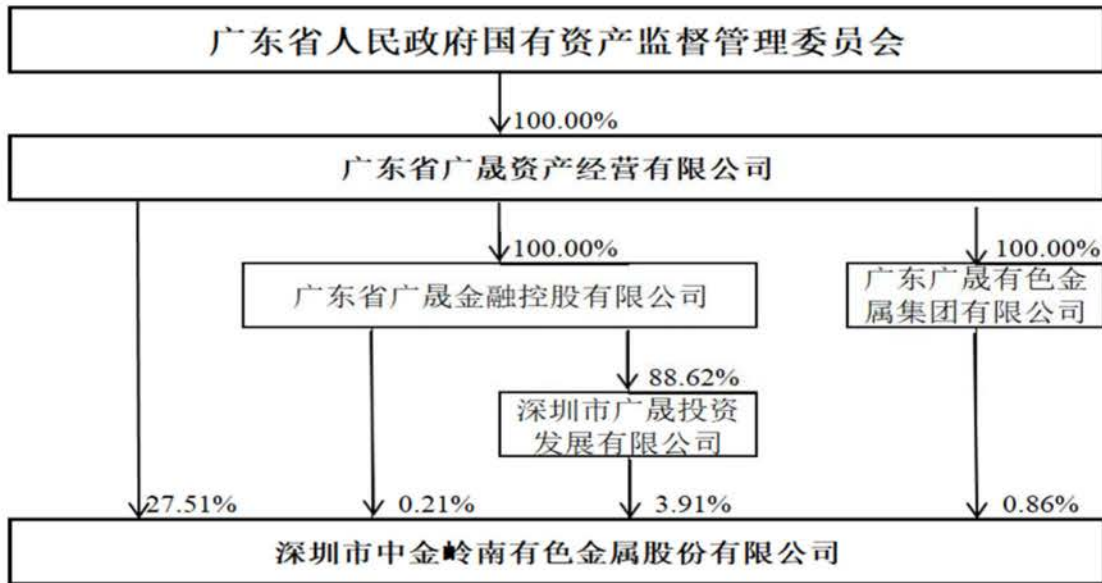 广东省人民政府国有资产监督管理委员会
100.00%
广东省广晟资产经营有限公司
100.00%
100.00%
广东省广晟金融控股有限公司
广东广晟有色金
属集团有限公司
88.62%
深圳市广晟投资
发展有限公司
27.51%
0.21%
3.91%
0.86%
深圳市中金岭南有色金属股份有限公司